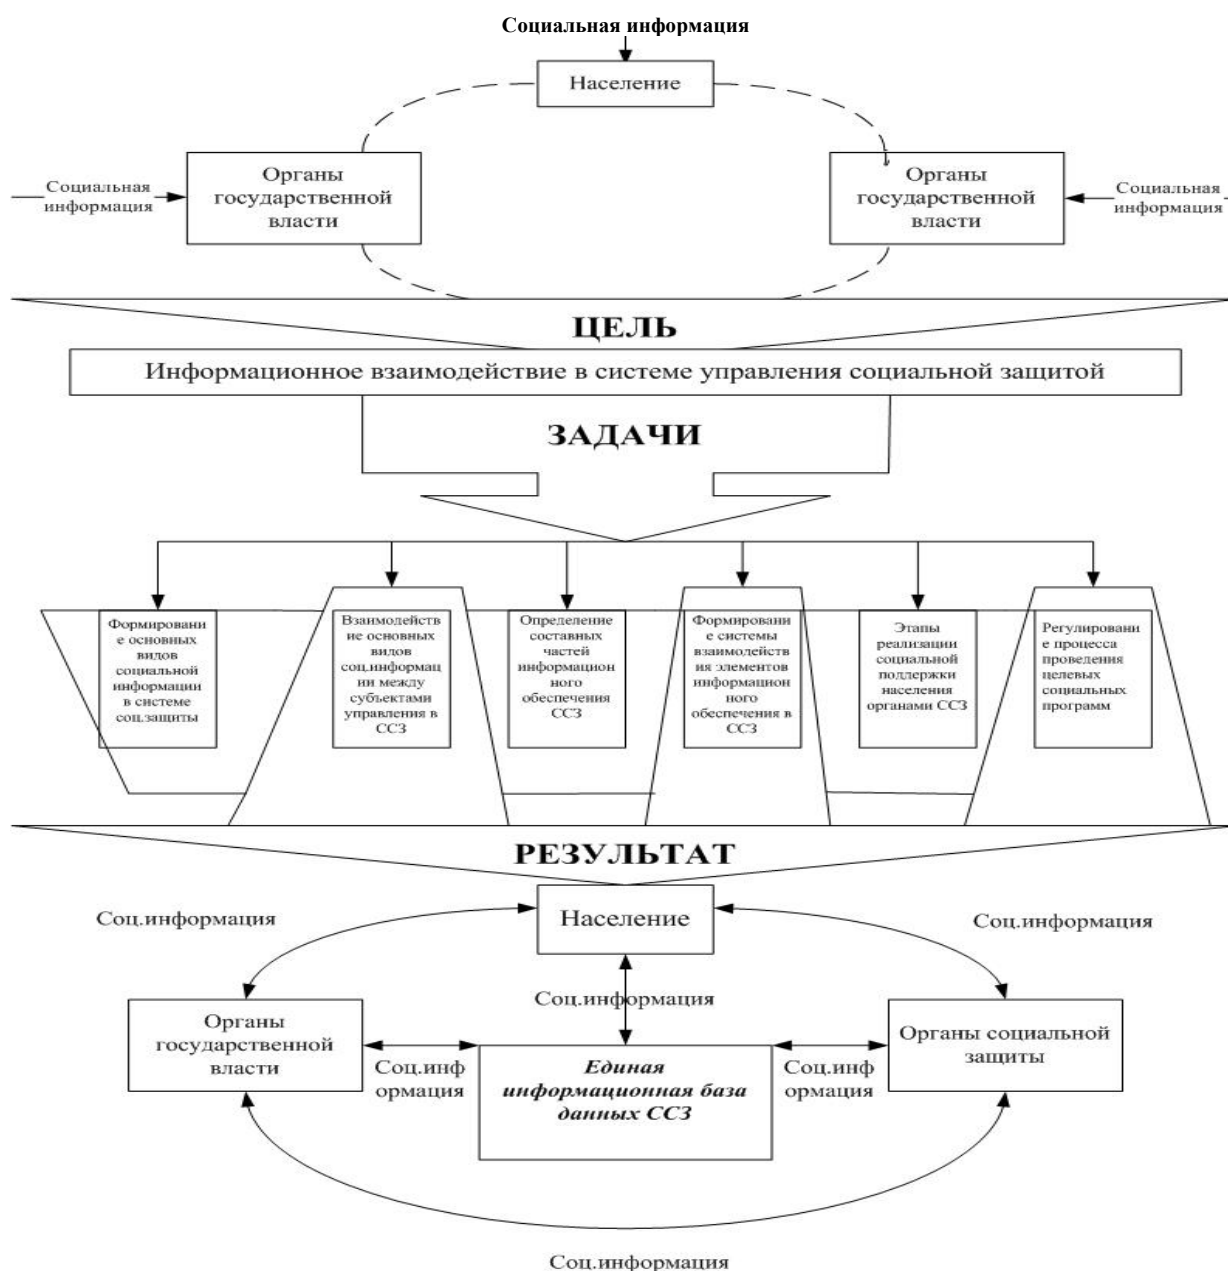 Социальная информация
Население
Социальная
информация
Органы
государственной
власти
Органы
государственной
власти
Социальная
информация
ЦЕЛЬ
Информационное взаимодействие в системе управления социальной защитой
ЗАДАЧИ
Формировани
е основных
видов
социальной
информации
в системе
соц.защиты
Взаимодейств
ие основных
видов
соц.информац
ии между
субъектами
управления в
ССЗ
Определение
составных
частей
информацион
ного
обеспечения
ССЗ
Формировани
е системы
взаимодейств
ия элементов
информацион
ного
обеспечения в
ССЗ
Этапы
реализации
социальной
поддержки
населения
органами ССЗ
Регулировани
е процесса
проведения
целевых
социальных
программ
РЕЗУЛЬТАТ
Соц.информация
Население
Соц.информация
Соц.информация
Органы
государственной
власти
Соц.инф
ормация
Единая
информационная база
данных ССЗ
Соц.инф
ормация
Органы социальной
защиты
Соц.информация